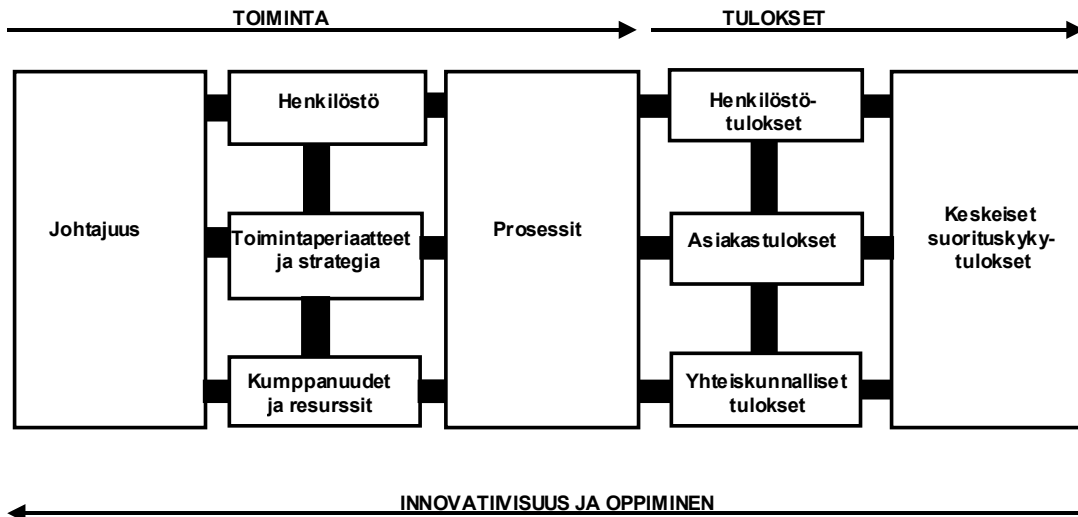 TOIMINTA
TULOKSET
Johtajuus
Henkilöstö
Toimintaperiaatteet
ja strategia
Kumppanuudet
ja resurssit
Prosessit
Henkilöstö-
tulokset
Asiakastulokset
Yhteiskunnalliset
tulokset
Keskeiset
suorituskyky-
tulokset
INNOVATIIVISUUS JA OPPIMINEN